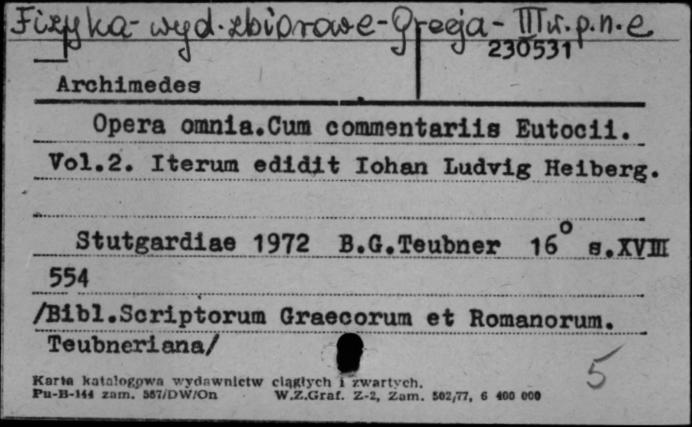 Fizyka - wyd. zbiorowe - Grecja - III w. p.n.e
230531
Archimedes
Opera omnia.Cum commentariis Eutocii.
Vol.2. Iterum edidit Iohan Ludvig Heiberg.
Stutgardiae 1972 B.G.Teubner 16° s.XVIII
554
/Bibl.Scriptorum Graecorum et Romanorum.
Teubneriana/
5
Karta katalogowa wydawnictw ciągłych i zwartych.
Pu-B-144 zam. 557/DW/On W.Z.Graf. Z-2, Zam. 502/77, 6 400 000